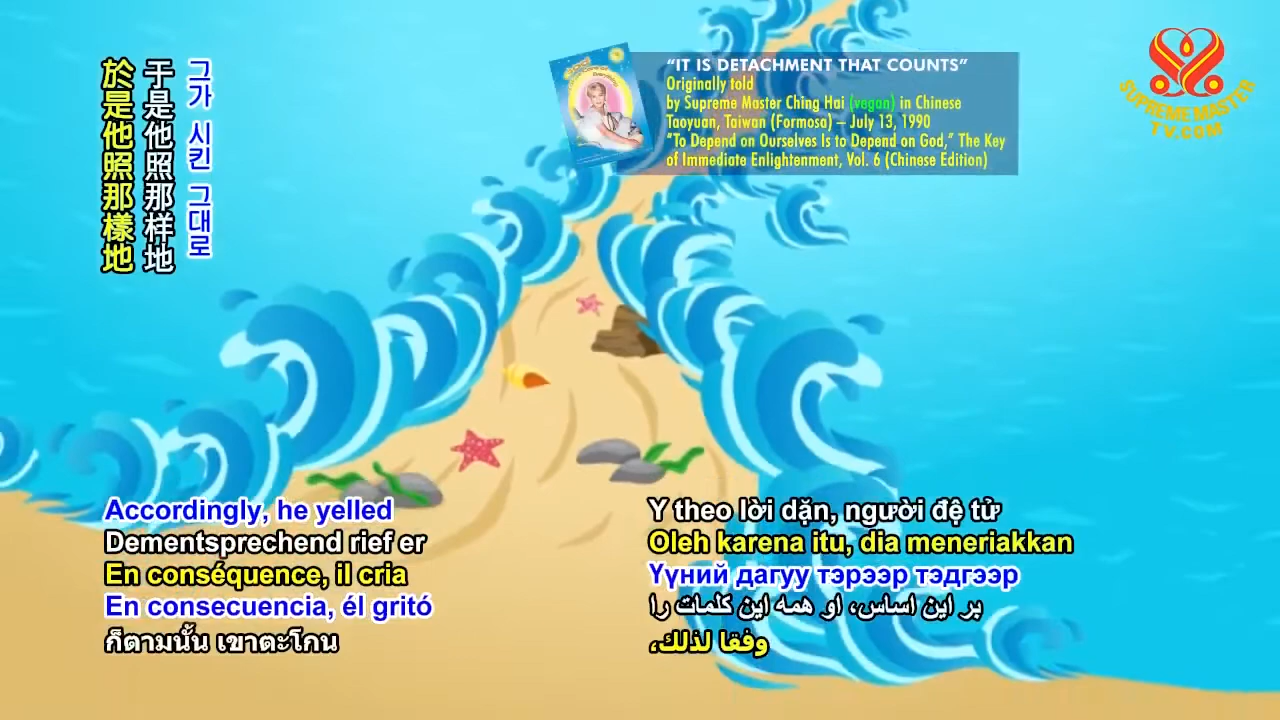 於是他照那樣地
于是他照那样地
그가 시킨 그대로
“IT IS DETACHMENT THAT COUNTS”
Originally told
by Supreme Master Ching Hai (vegan) in Chinese
Taoyuan, Taiwan (Formosa) – July 13, 1990
“To Depend on Ourselves Is to Depend on God,” The Key
of Immediate Enlightenment, Vol. 6 (Chinese Edition)
SUPREME MASTER
TV.COM
Accordingly, he yelled
Dementsprechend rief er
En conséquence, il cria
En consecuencia, él gritó
ก็ตามนั้น เขาตะโกน
Y theo lời dặn, người đệ tử
Oleh karena itu, dia meneriakkan
Үүний дагуу тэрээр тэдгээр
بر این اساس، او همه این کلمات را
وفقا لذلك،